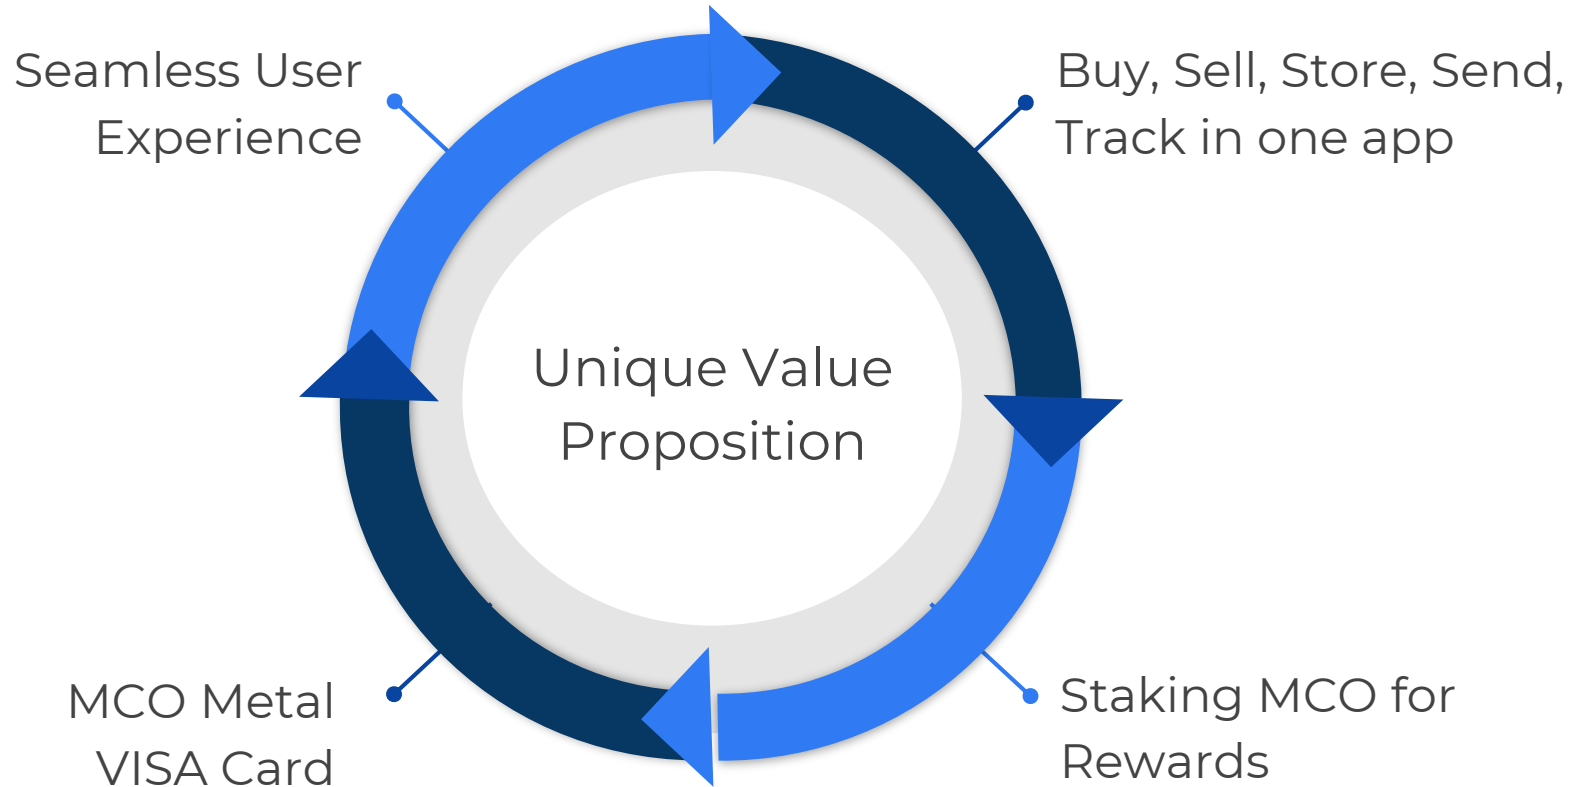 Seamless User
Experience
Buy, Sell, Store, Send,
Track in one app
Unique Value
Proposition
MCO Metal
VISA Card
Staking MCO for
Rewards